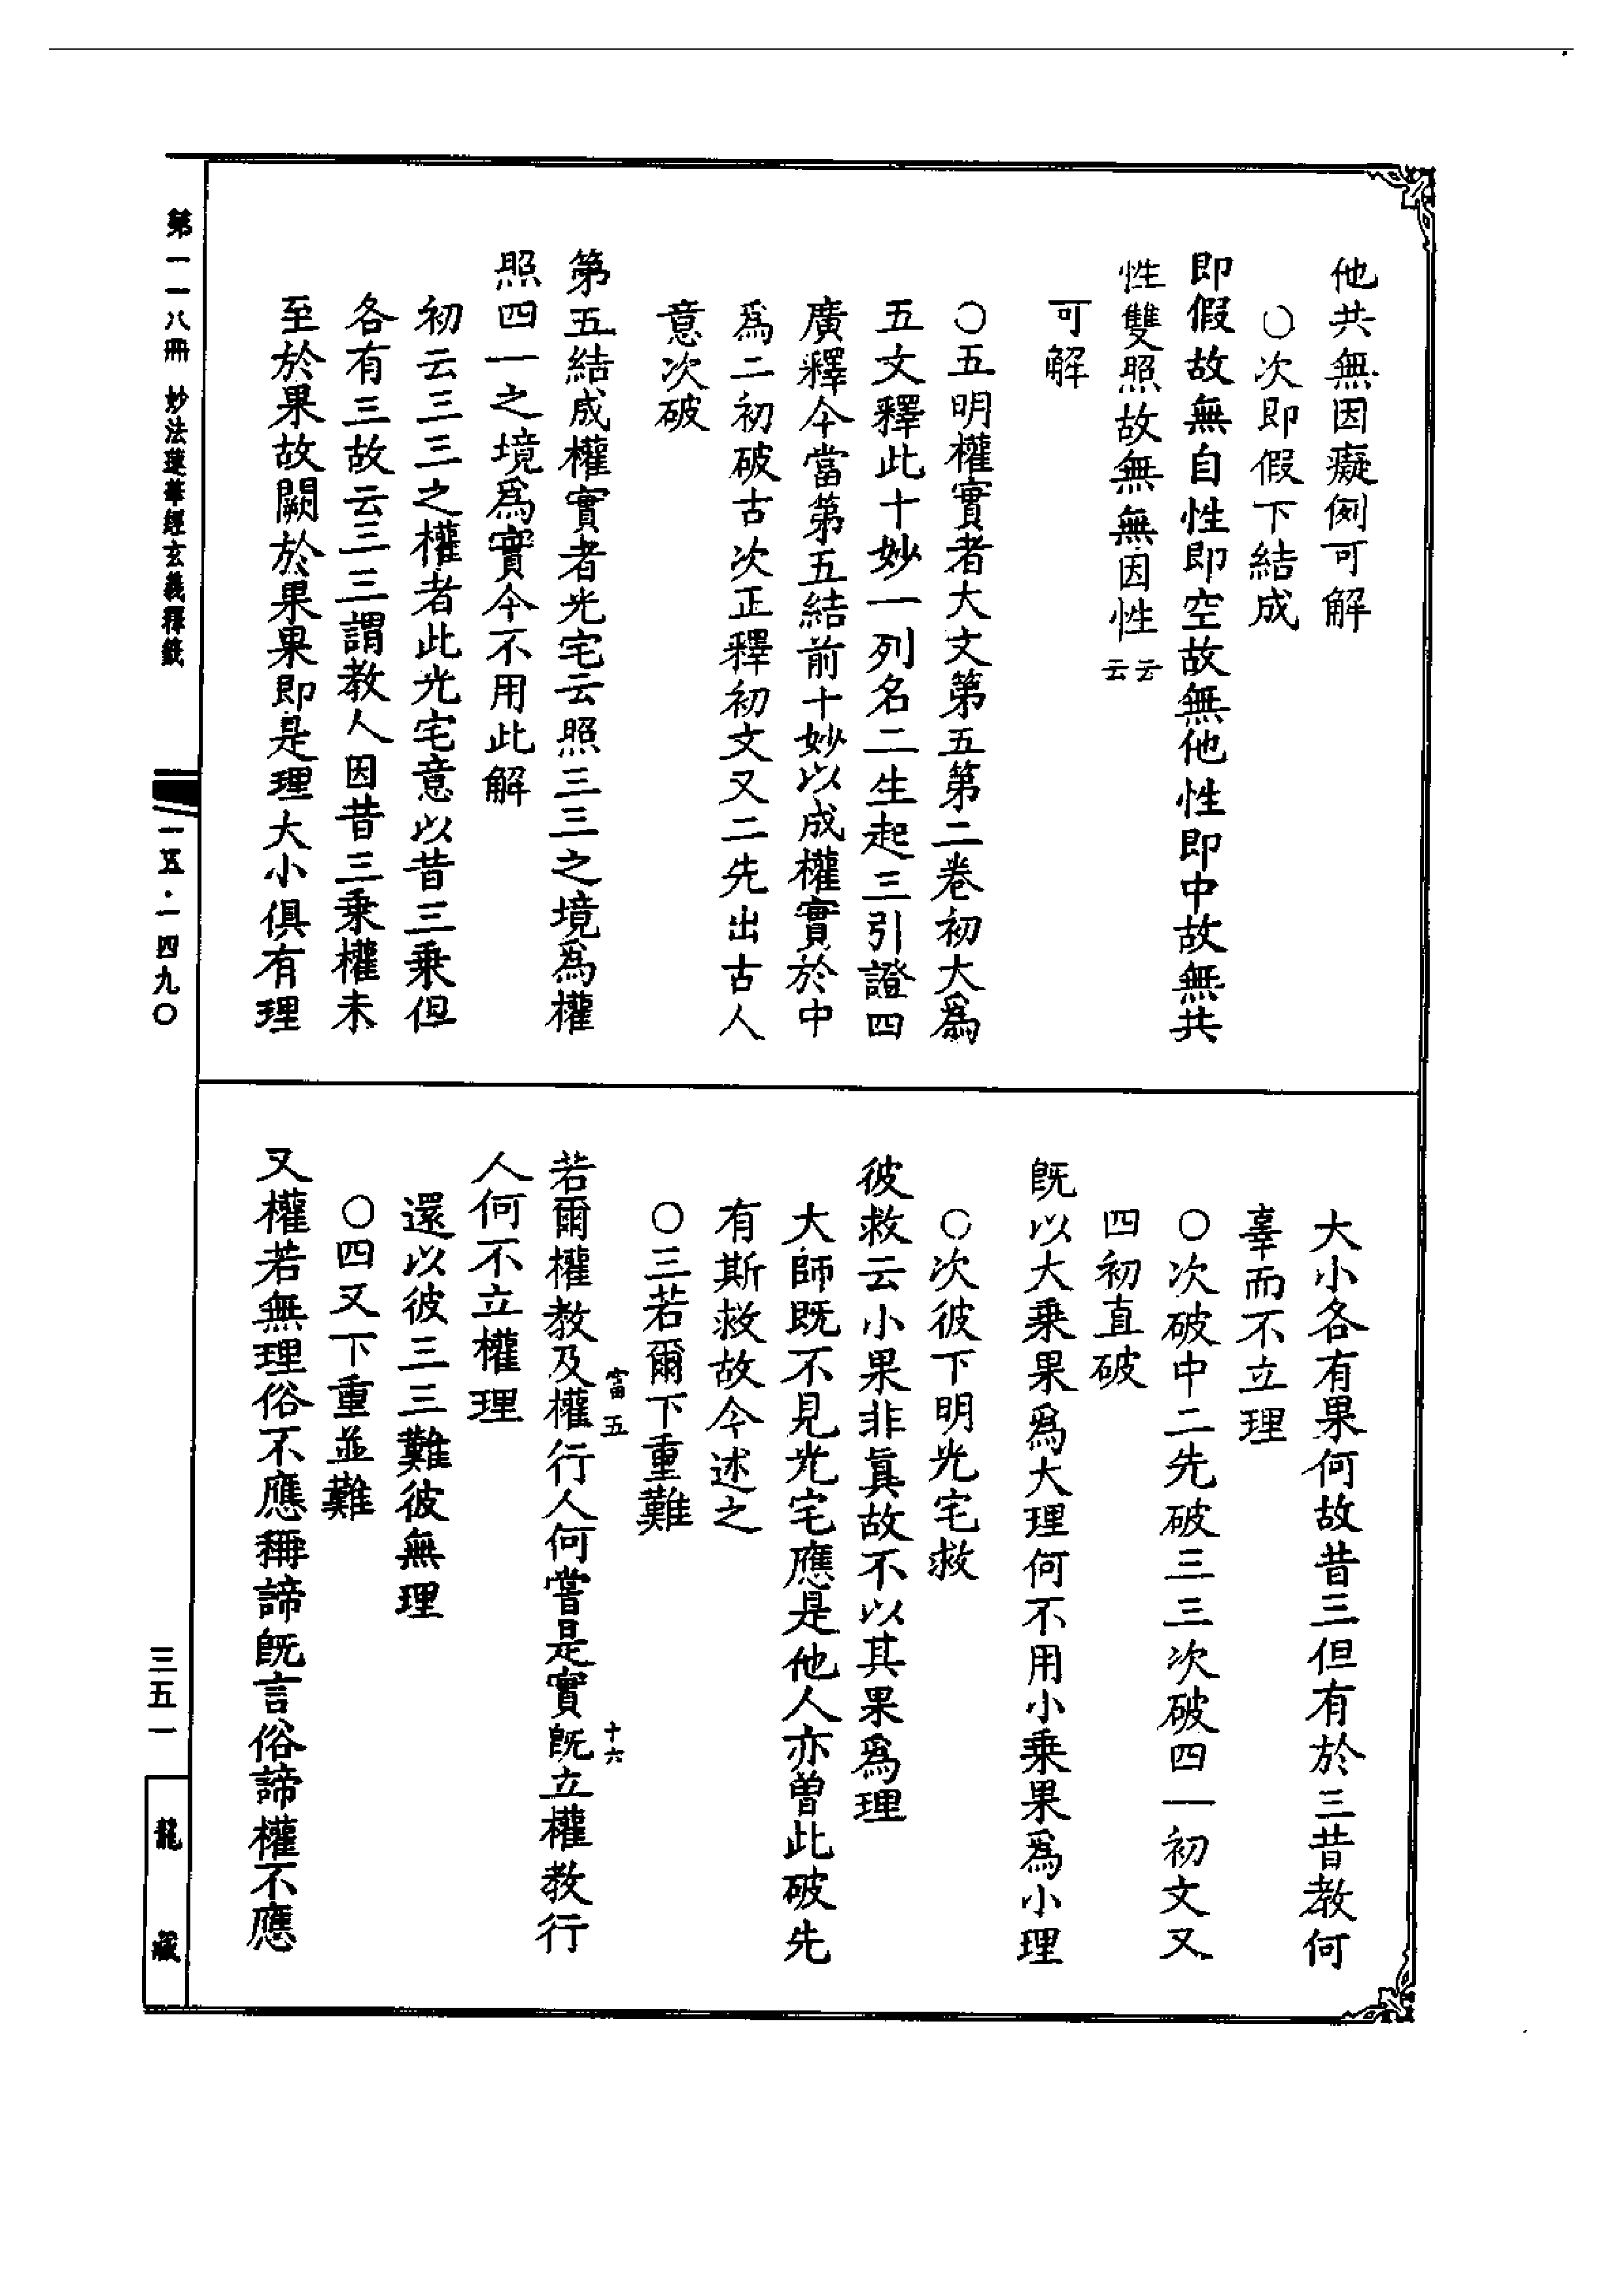 他共無因癡例可解
○次即假下結成
即假故無自性即空故無他性即中故無共
性雙照故無無因性云云
可解
○五明權實者大文第五第二卷初大爲
五文釋此十妙一列名二生起三引證四
廣釋今當第五結前十妙以成權實於中
爲二初破古次正釋初文又二先出古人
意次破
第五結成權實者光宅云照三三之境爲權
照四一之境爲實今不用此解
初云三三之權者此光宅意以昔三乘但
各有三故云三三謂教人因昔三乘權未
至於果故闕於果果即是理大小俱有理
大小各有果何故昔三但有於三昔教何
辜而不立理
○次破中二先破三三次破四一初文又
四初直破
既以大乘果爲大理何不用小乘果爲小理
○次彼下明光宅救
彼救云小果非真故不以其果爲理
大師既不見光宅應是他人亦曾此破先
有斯救故今述之
○三若爾下重難
富五 十六
若爾權教及權行人何嘗是實既立權教行
人何不立權理
還以彼三三難彼無理
○四又下重並難
又權若無理俗不應稱諦既言俗諦權不應
第一一八冊 妙法蓮華經玄義釋籤
一五·一四九〇
三五一
龍藏